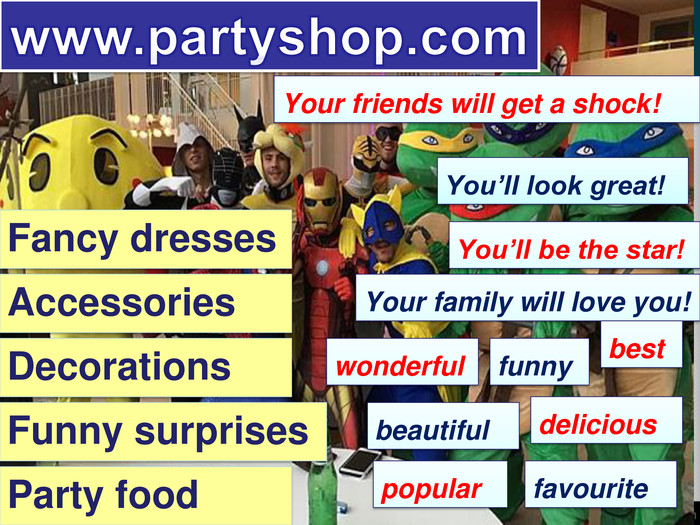 www.partyshop.com
Your friends will get a shock!
You'll look great!
Fancy dresses
You'll be the star!
Accessories
Your family will love you!
Decorations
wonderful
funny
best
Funny surprises
beautiful
delicious
Party food
popular
favourite